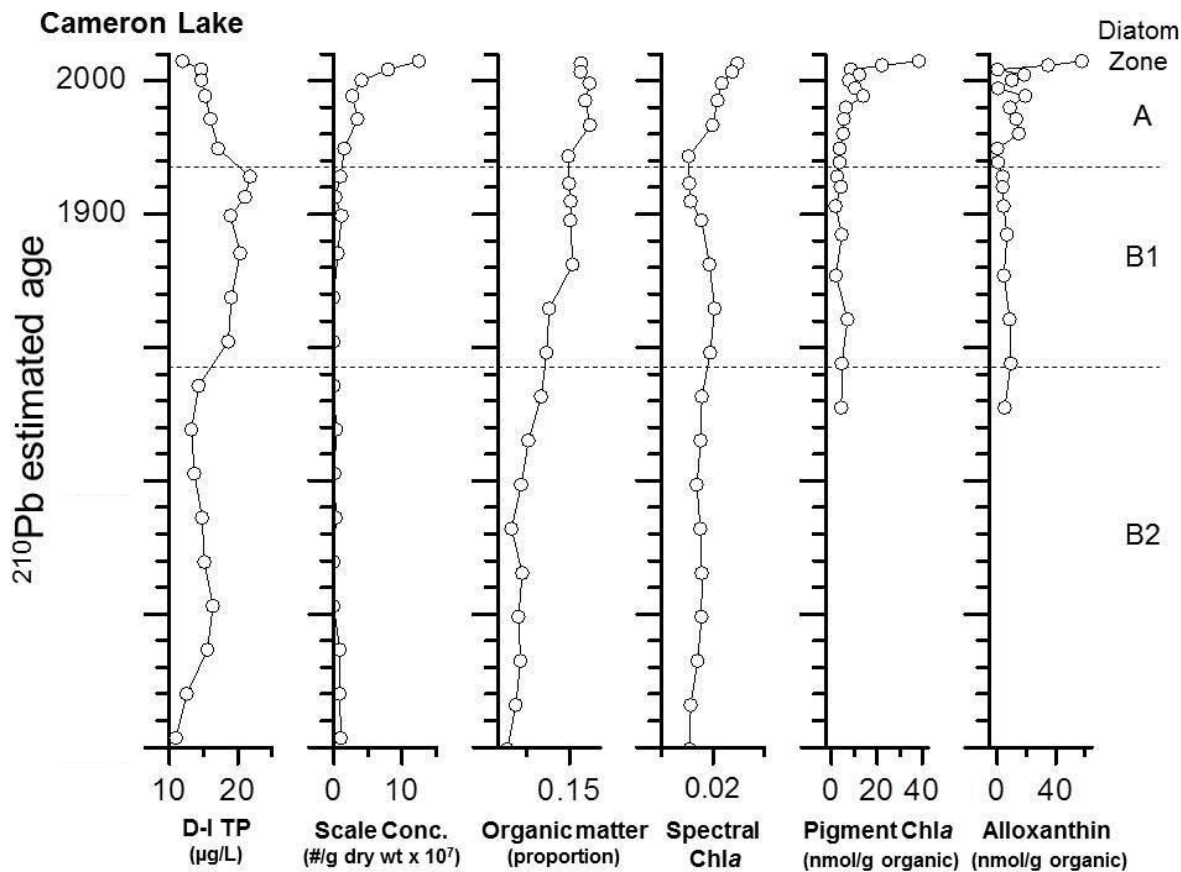 Cameron Lake
Diatom
Zone
2000
A
1900
B1
B2
²¹⁰Pb estimated age
10 20 0 10 0.15 0.02 0 20 40 0 40
D-I TP Scale Conc. Organic matter Spectral Pigment Chla Alloxanthin
(µg/L) (#/g dry wt x 10⁷) (proportion) Chla (nmol/g organic) (nmol/g organic)